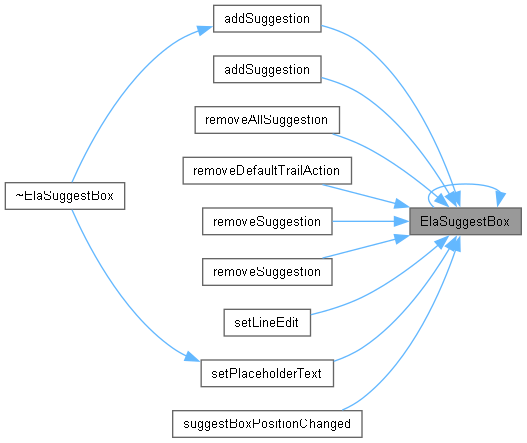 addSuggestion
addSuggestion
removeAllSuggestion
removeDefaultTrailAction
~ElaSuggestBox
removeSuggestion
ElaSuggestBox
removeSuggestion
setLineEdit
setPlaceholderText
suggestBoxPositionChanged